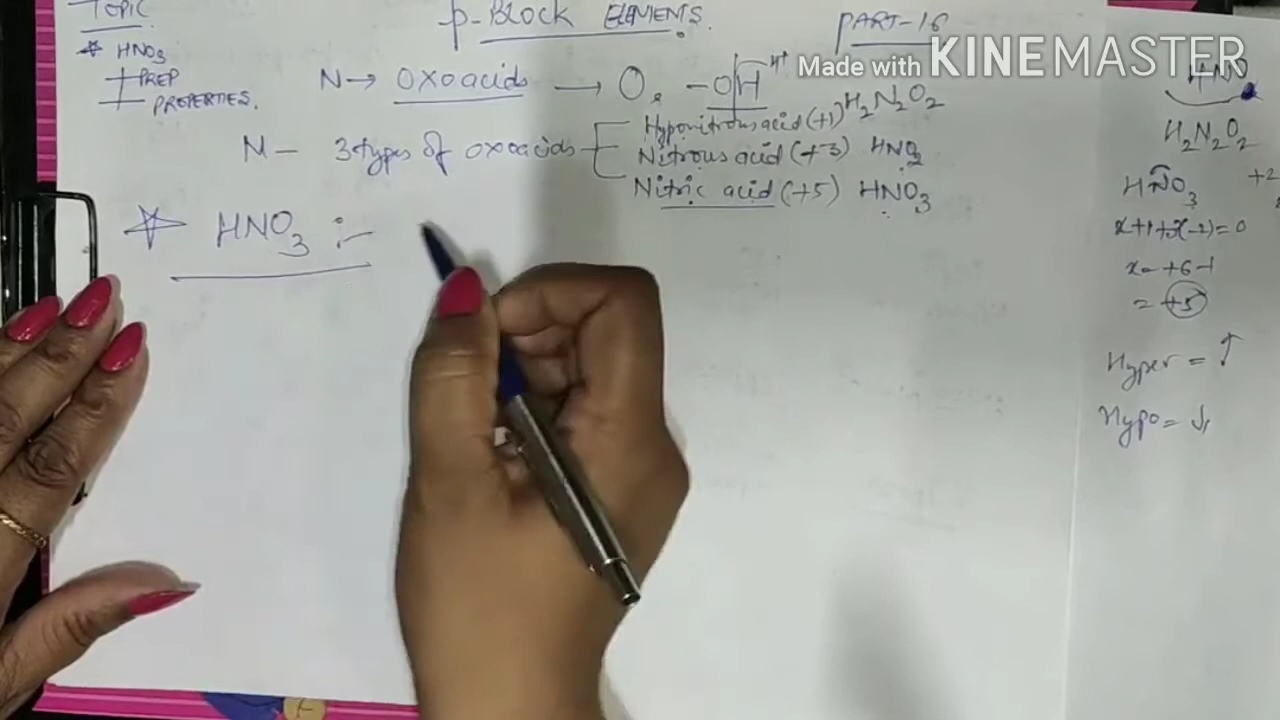 TOPIC
* HNO3
PREP
PROPERTIES.
p-Block ELEMENTS.
PART-16
Made with KINEMASTER
N → oxoacids → O, -OH H+
N - 3 types of oxoacids
Hyponitrous acid (+1) H2N2O2
Nitrous acid (+3) HNO2
Nitric acid (+5) HNO3
HNO3 :-
HNO
H2N2O2
HNO3 +2
x+1+3(-2)=0
x = +6-1
= +5
Hyper = ↑
Hypo = ↓